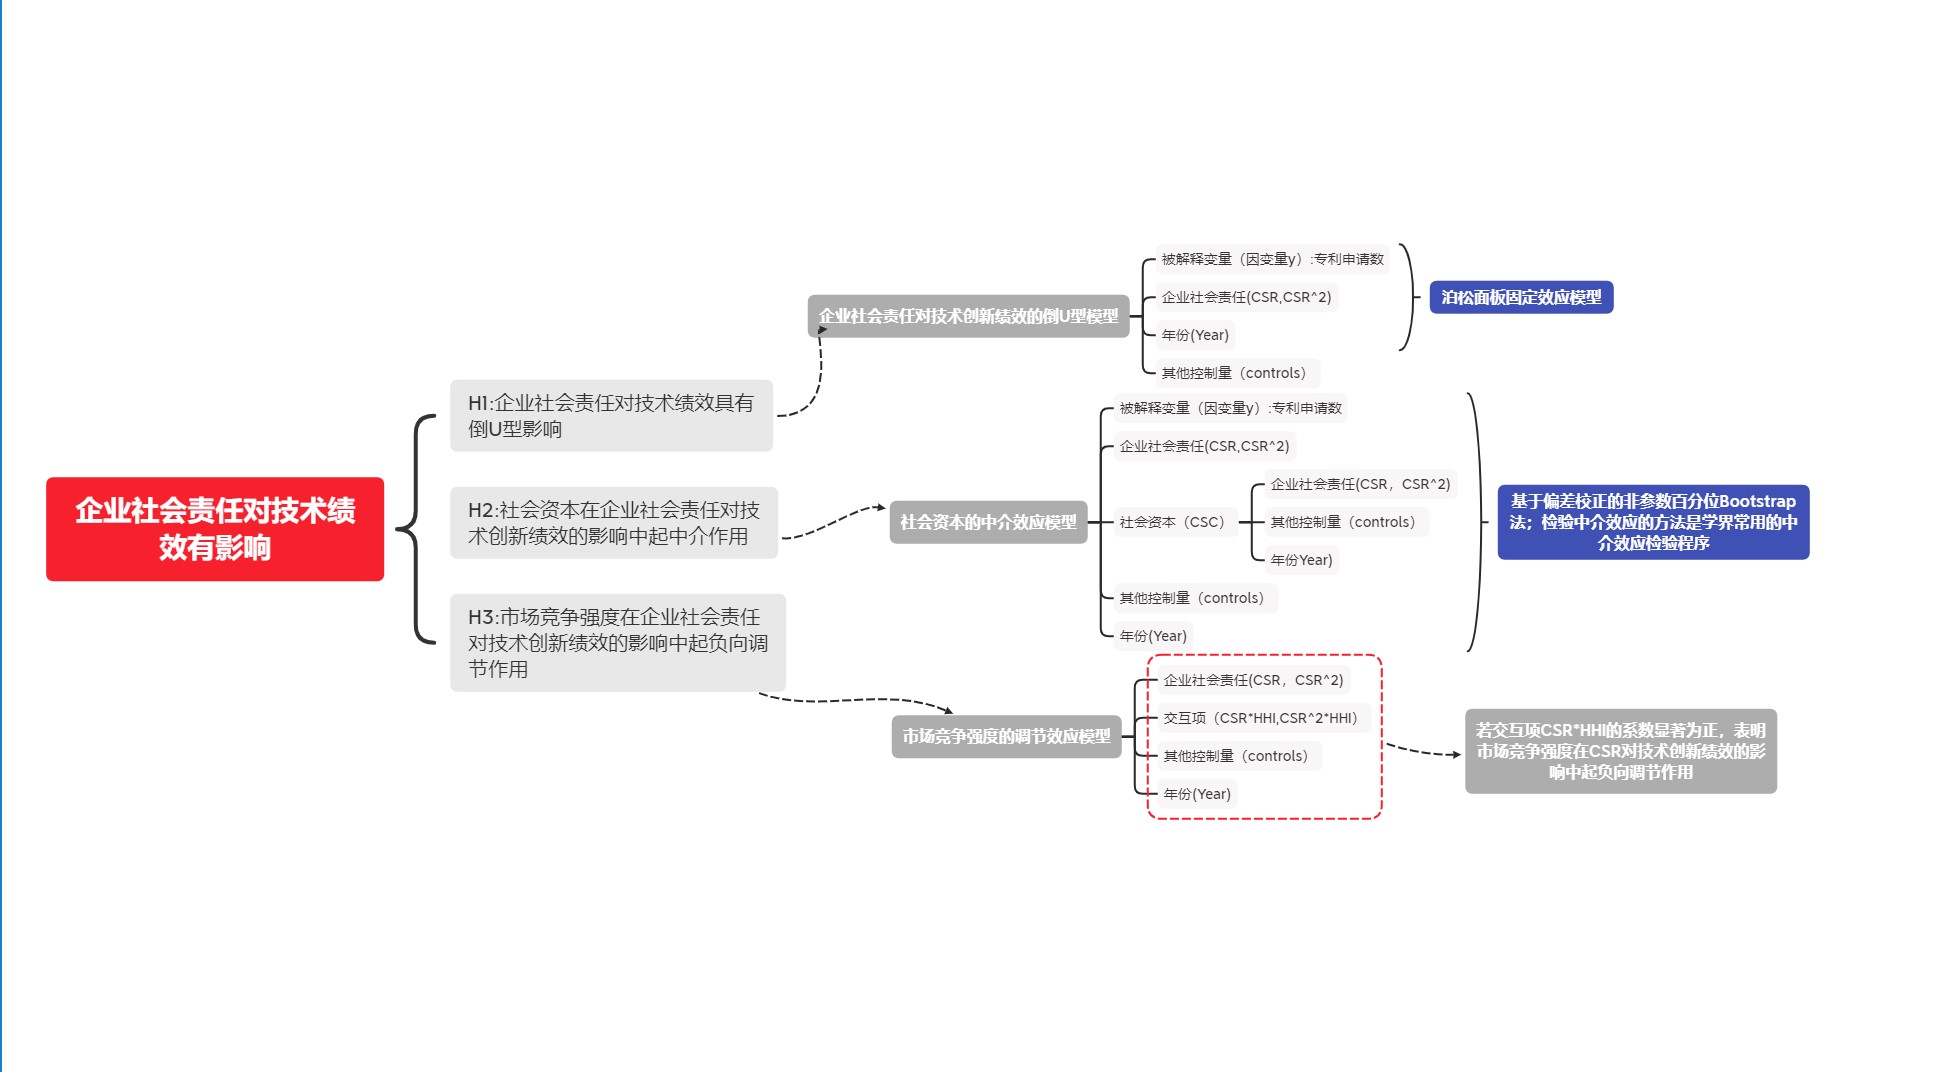 企业社会责任对技术绩
效有影响
H1:企业社会责任对技术绩效具有
倒U型影响
H2:社会资本在企业社会责任对技
术创新绩效的影响中起中介作用
H3:市场竞争强度在企业社会责任
对技术创新绩效的影响中起负向调
节作用
企业社会责任对技术创新绩效的倒U型模型
被解释变量（因变量y）:专利申请数
企业社会责任(CSR,CSR^2)
年份(Year)
其他控制量（controls）
泊松面板固定效应模型
社会资本的中介效应模型
被解释变量（因变量y）:专利申请数
企业社会责任(CSR,CSR^2)
社会资本（CSC）
企业社会责任(CSR，CSR^2)
其他控制量（controls）
年份Year)
其他控制量（controls）
年份(Year)
基于偏差校正的非参数百分位Bootstrap
法；检验中介效应的方法是学界常用的中
介效应检验程序
市场竞争强度的调节效应模型
企业社会责任(CSR，CSR^2)
交互项（CSR*HHI,CSR^2*HHI）
其他控制量（controls）
年份(Year)
若交互项CSR*HHI的系数显著为正，表明
市场竞争强度在CSR对技术创新绩效的影
响中起负向调节作用